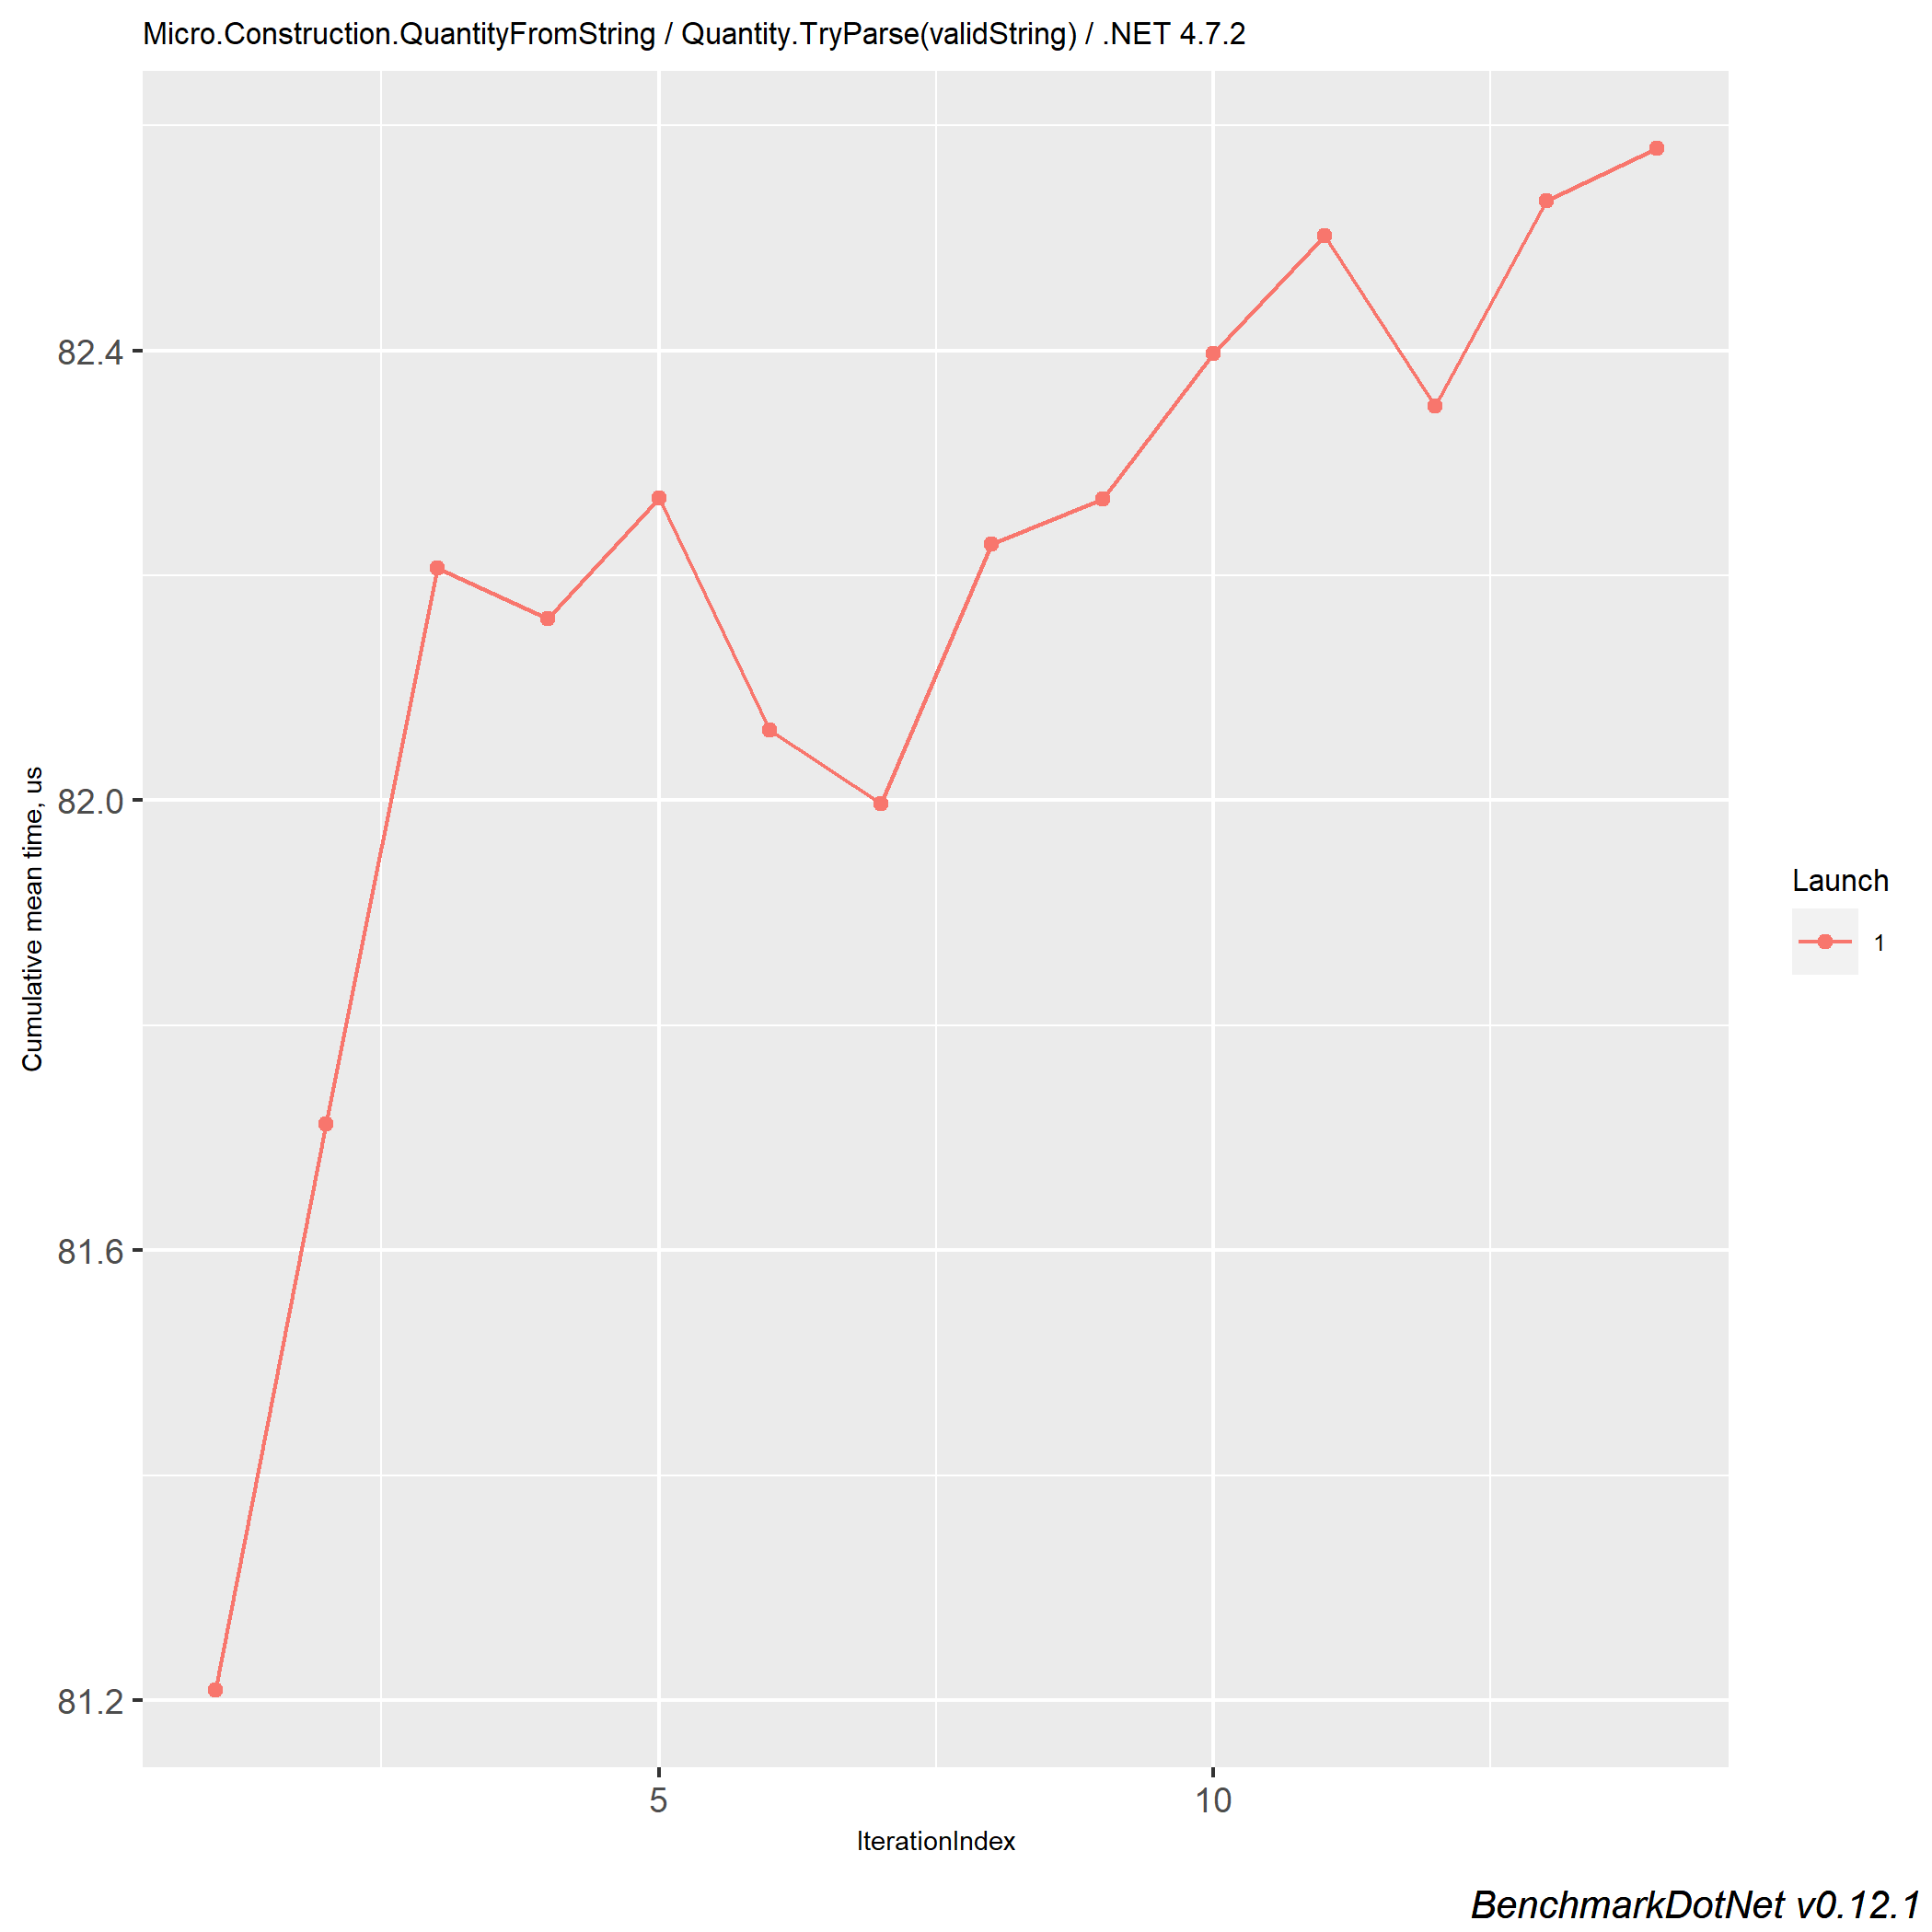 Micro.Construction.QuantityFromString / Quantity.TryParse(validString) / .NET 4.7.2
Cumulative mean time, us
82.4
82.0
81.6
81.2
5
10
IterationIndex
Launch
1
BenchmarkDotNet v0.12.1